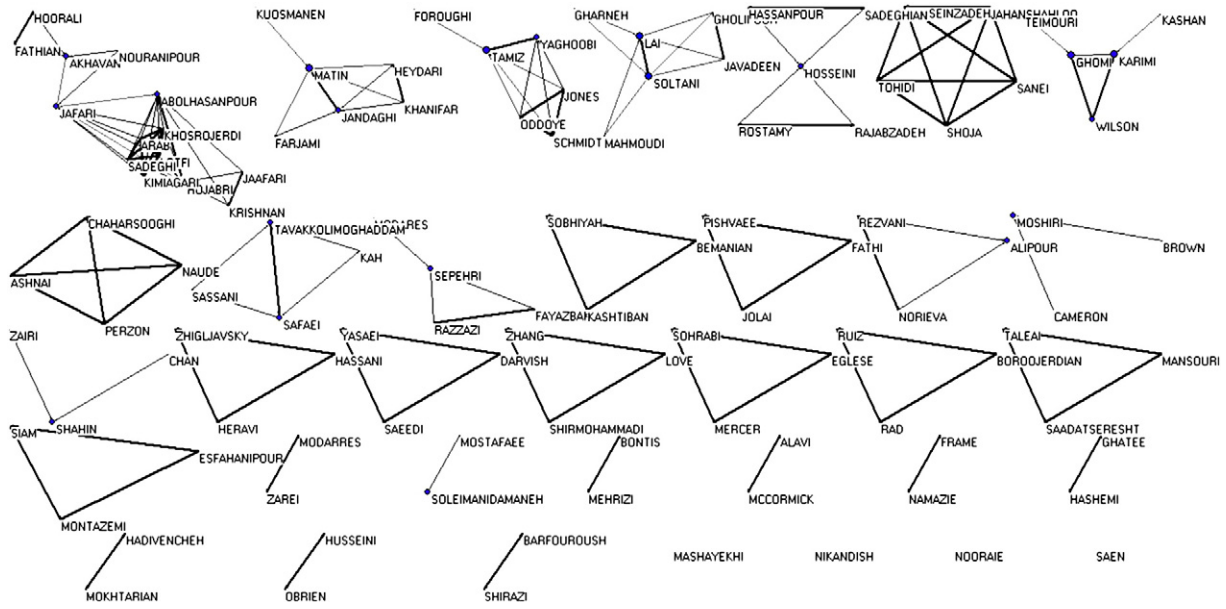 HOORALI
FATHIAN
AKHAVAN
NOURANIPOUR
JAFARI
ABOLHASANPOUR
KHOSROJERDI
SADEGHI
KIMIAGARI
JAAFARI
KUOSMANEN
MATIN
HEYDARI
KHANIFAR
JANDAGHI
FARJAMI
FOROUGHI
TAMIZ
YAGHOOBI
JONES
ODDOYE
SCHMIDT
GHARNEH
LAI
JAVADEEN
SOLTANI
MAHMOUDI
HASSANPOUR
HOSSEINI
ROSTAMY
RAJABZADEH
SADEGHIAN
TOHIDI
SANEI
SHOJA
TEIMOURI
KASHAN
GHOMI
KARIMI
WILSON
CHAHARSOOGHI
ASHNAI
NAUDE
PERZON
KRISHNAN
TAVAKKOLIMOGHADDAM
KAH
SASSANI
SAFAEI
SEPEHRI
RAZZAZI
SOBHIYAH
BEMANIAN
KASHTIBAN
PISHVAEE
FATHI
JOLAI
REZVANI
ALIPOUR
NORIEVA
MOSHIRI
BROWN
CAMERON
ZAIRI
CHAN
SHAHIN
ZHIGLJAVSKY
HASSANI
HERAVI
YASAEI
DARVISH
SAEEDI
ZHANG
LOVE
SHIRMOHAMMADI
SOHRABI
EGLESE
MERCER
RUIZ
BOROOJERDIAN
RAD
TALEAI
MANSOURI
SAADATSERESHT
SIAM
ESFAHANIPOUR
MONTAZEMI
MODARRES
ZAREI
MOSTAFAEE
SOLEIMANIDAMANEH
BONTIS
MEHRIZI
ALAVI
MCCORMICK
FRAME
NAMAZIE
GHATEE
HASHEMI
HADIVENCHEH
MOKHTARIAN
HUSSEINI
OBRIEN
BARFOUROUSH
SHIRAZI
MASHAYEKHI
NIKANDISH
NOORAIE
SAEN